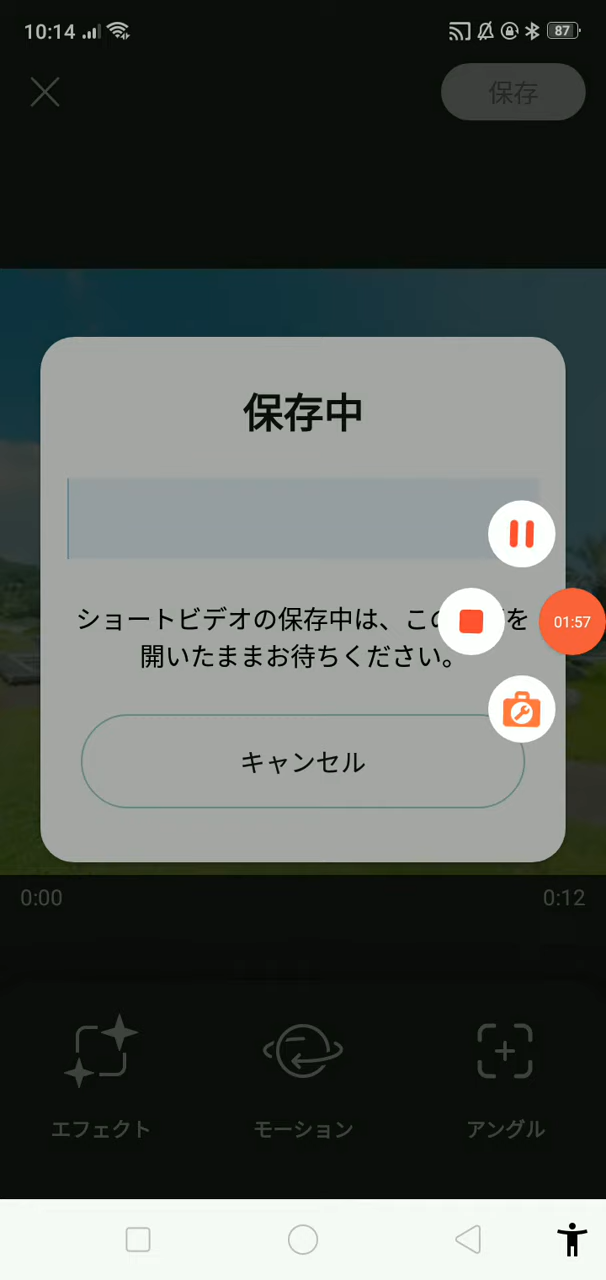 10:14
87
保存
保存中
ショートビデオの保存中は、こ を
開いたままお待ちください。
01:57
キャンセル
0:00
0:12
エフェクト
モーション
アングル